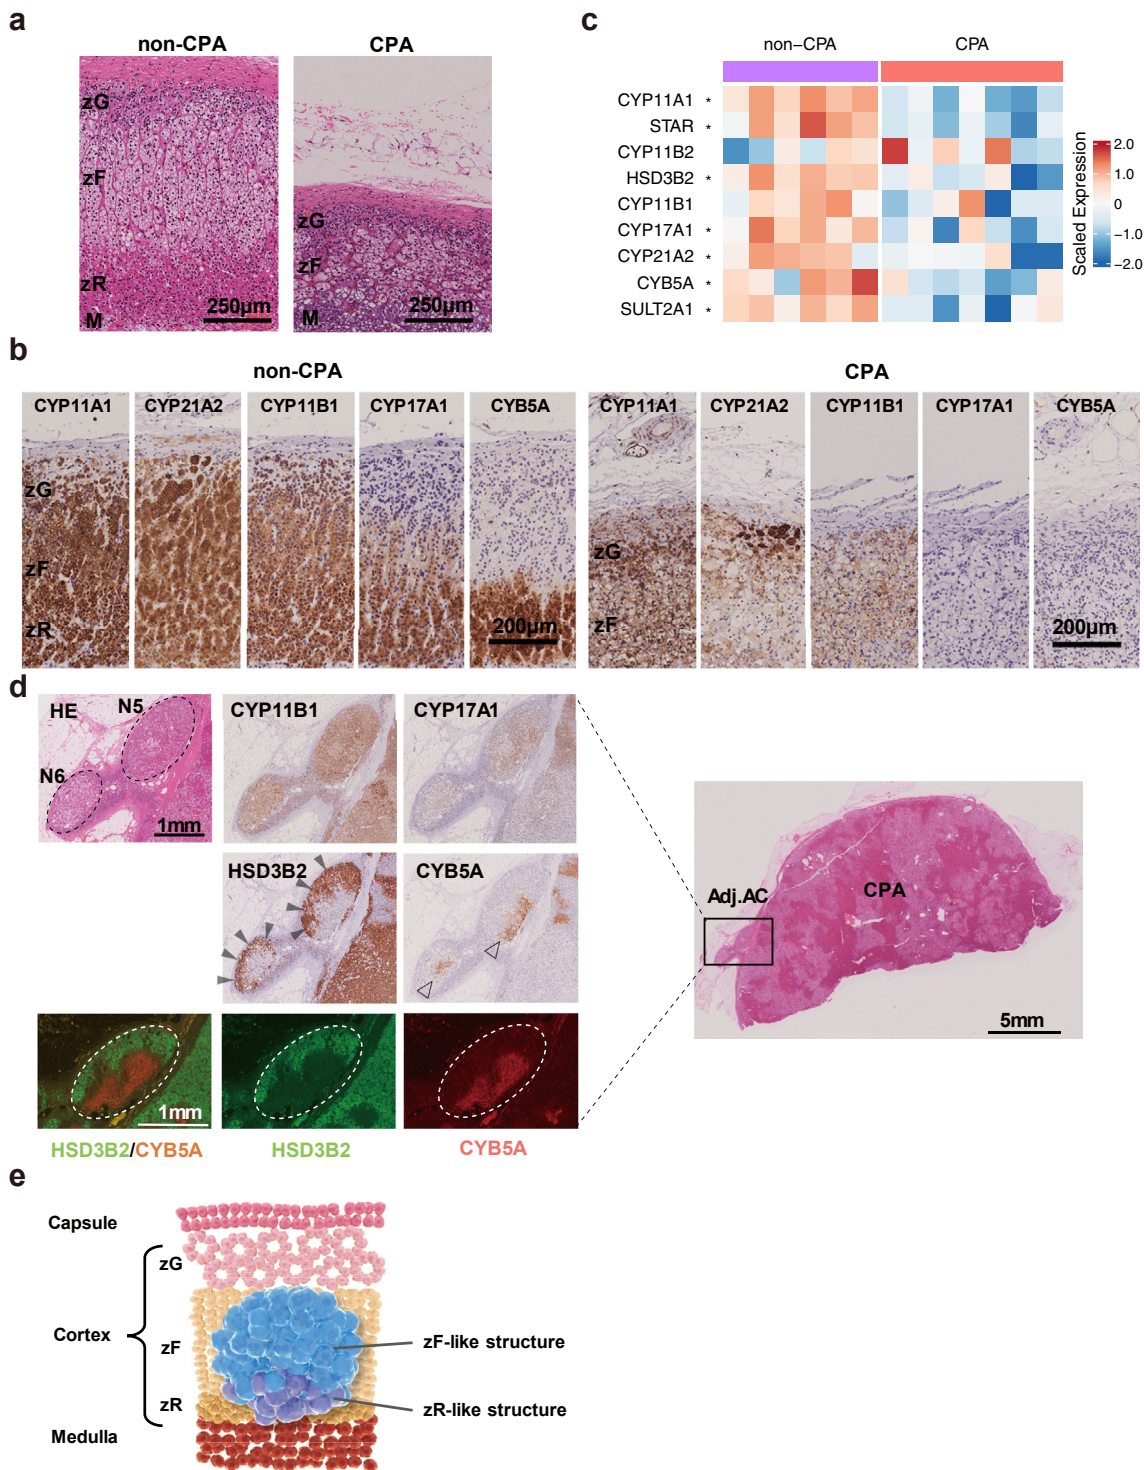 a
non-CPA
CPA
zG
zF
zR
M
250μm
zG
zF
M
250μm
c
non−CPA
CPA
CYP11A1 *
STAR *
CYP11B2
HSD3B2 *
CYP11B1
CYP17A1 *
CYP21A2 *
CYB5A *
SULT2A1 *
Scaled Expression
2.0
1.0
0
−1.0
−2.0
b
non-CPA
CPA
CYP11A1
CYP21A2
CYP11B1
CYP17A1
CYB5A
zG
zF
zR
200μm
CYP11A1
CYP21A2
CYP11B1
CYP17A1
CYB5A
zG
zF
200μm
d
HE
N5
N6
1mm
CYP11B1
CYP17A1
HSD3B2
CYB5A
1mm
HSD3B2/CYB5A
HSD3B2
CYB5A
Adj.AC
CPA
5mm
e
Capsule
zG
Cortex
zF
zR
Medulla
zF-like structure
zR-like structure